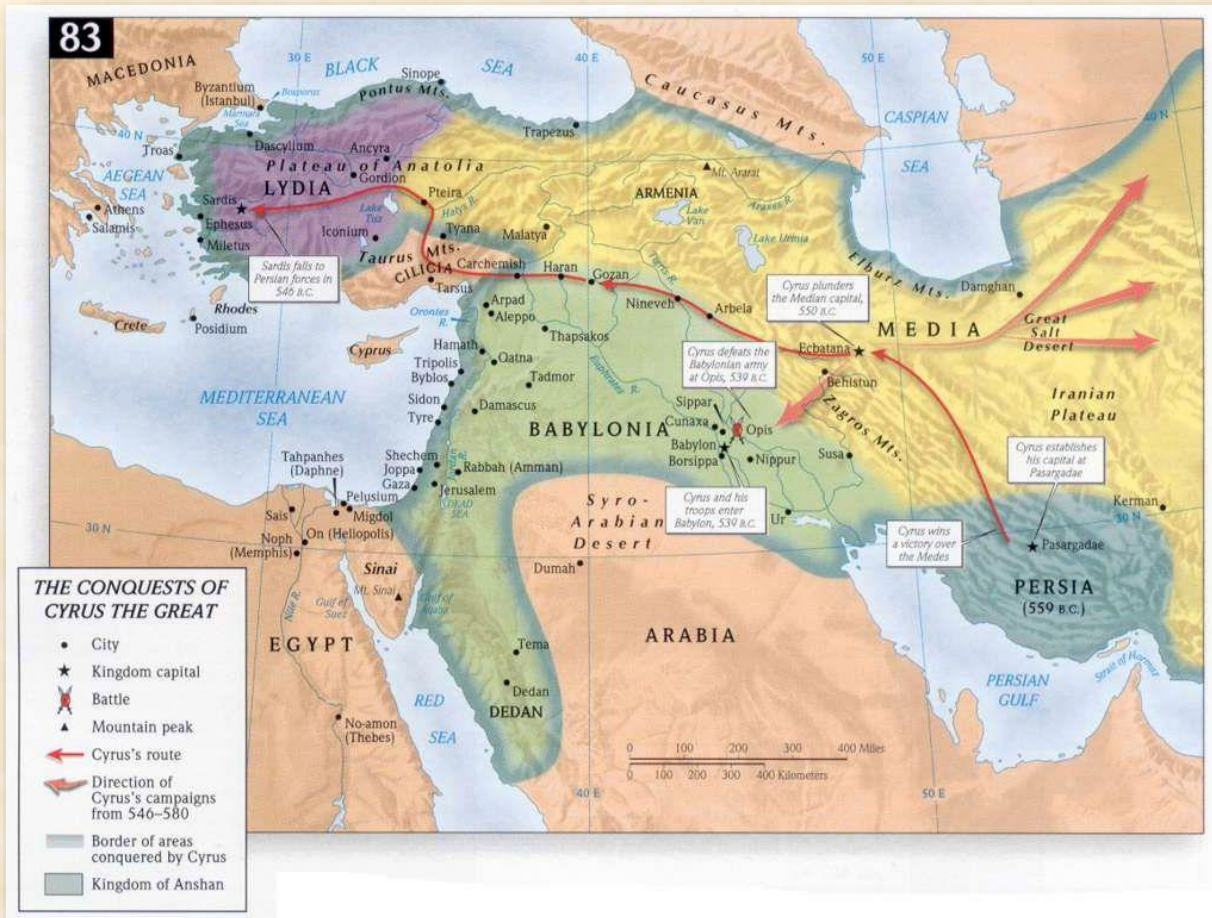 83
MACEDONIA
30 E
BLACK
SEA
40 E
50 E
Sinope
Pontus Mts.
Caucasus Mts.
Byzantium
(Istanbul)
Bosporus
Marmara
Sea
40 N
40 N
CASPIAN
SEA
Troas
Dascylium
Ancyra
Trapezus
Plateau of Anatolia
Gordion
Mt. Ararat
AEGEAN
SEA
LYDIA
Pteira
ARMENIA
Araxes R.
Sardis
Halys R.
Lake
Van
Athens
Salamis
Ephesus
Lake
Tuz
Miletus
Iconium
Tyana
Malatya
Lake Urmia
Taurus Mts.
Tigris R.
Elburz Mts.
Sardis falls to
Persian forces in
546 B.C.
CILICIA
Carchemish
Haran
Gozan
Tarsus
Nineveh
Arbela
Cyrus plunders
the Median capital,
550 B.C.
Damghan
Rhodes
Arpad
Aleppo
MEDIA
Crete
Posidium
Orontes
R.
Thapsakos
Great
Salt
Desert
Cyprus
Hamath
Qatna
Ecbatana
Cyrus defeats the
Babylonian army
at Opis, 539 B.C.
Tripolis
Byblos
Tadmor
Euphrates R.
Behistun
MEDITERRANEAN
SEA
Sidon
Tyre
Damascus
Sippar
Zagros Mts.
Iranian
Plateau
BABYLONIA
Cunaxa
Opis
Babylon
Borsippa
Nippur
Susa
Cyrus establishes
his capital at
Pasargadae
Tahpanhes
(Daphne)
Shechem
Joppa
Gaza
Jordan
R.
Rabbah (Amman)
Pelusium
Jerusalem
DEAD
SEA
Syro-
Arabian
Desert
Cyrus and his
troops enter
Babylon, 539 B.C.
Kerman
Sais
Migdol
Ur
30 N
30 N
On (Heliopolis)
Noph
(Memphis)
Cyrus wins
a victory over
the Medes
Pasargadae
Sinai
Mt. Sinai
Dumah
PERSIA
(559 B.C.)
Nile R.
Gulf of
Suez
Gulf of
Aqaba
EGYPT
Tema
ARABIA
Dedan
DEDAN
RED
SEA
PERSIAN
GULF
Strait of Hormuz
No-amon
(Thebes)
0 100 200 300 400 Miles
0 100 200 300 400 Kilometers
40 E
50 E
THE CONQUESTS OF
CYRUS THE GREAT
City
Kingdom capital
Battle
Mountain peak
Cyrus's route
Direction of
Cyrus's campaigns
from 546–580
Border of areas
conquered by Cyrus
Kingdom of Anshan